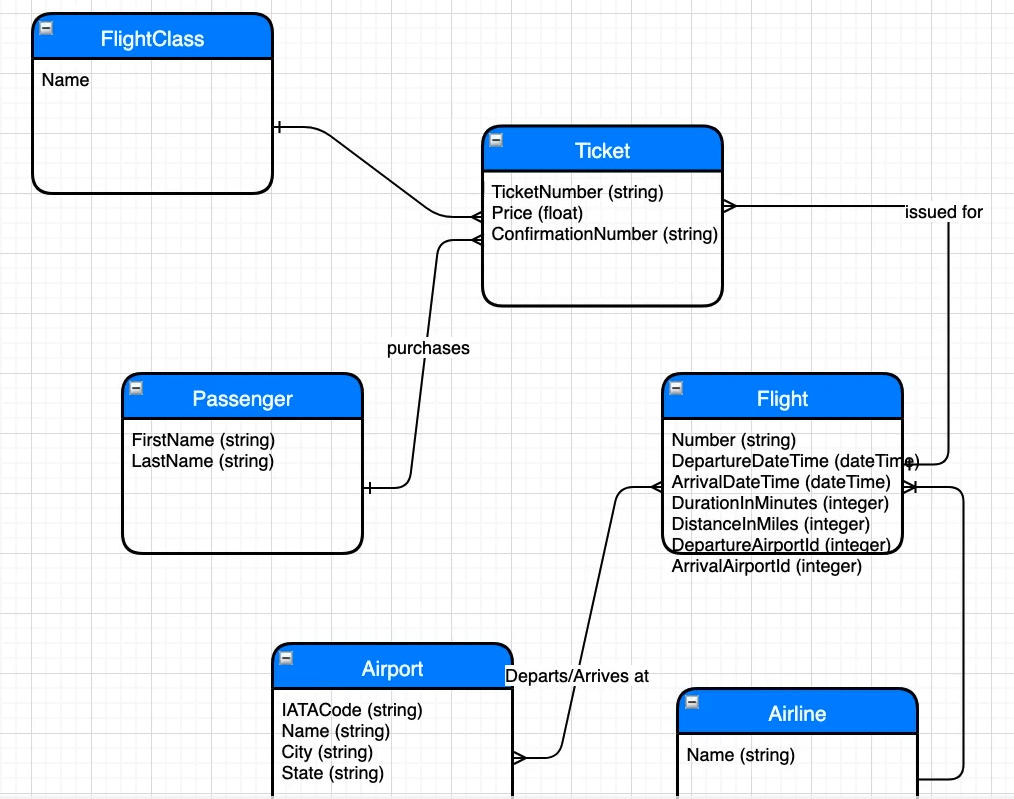 FlightClass
Name
Ticket
TicketNumber (string)
Price (float)
ConfirmationNumber (string)
issued for
purchases
Passenger
FirstName (string)
LastName (string)
Flight
Number (string)
DepartureDateTime (dateTime)
ArrivalDateTime (dateTime)
DurationInMinutes (integer)
DistanceInMiles (integer)
DepartureAirportId (integer)
ArrivalAirportId (integer)
Airport
IATACode (string)
Name (string)
City (string)
State (string)
Departs/Arrives at
Airline
Name (string)